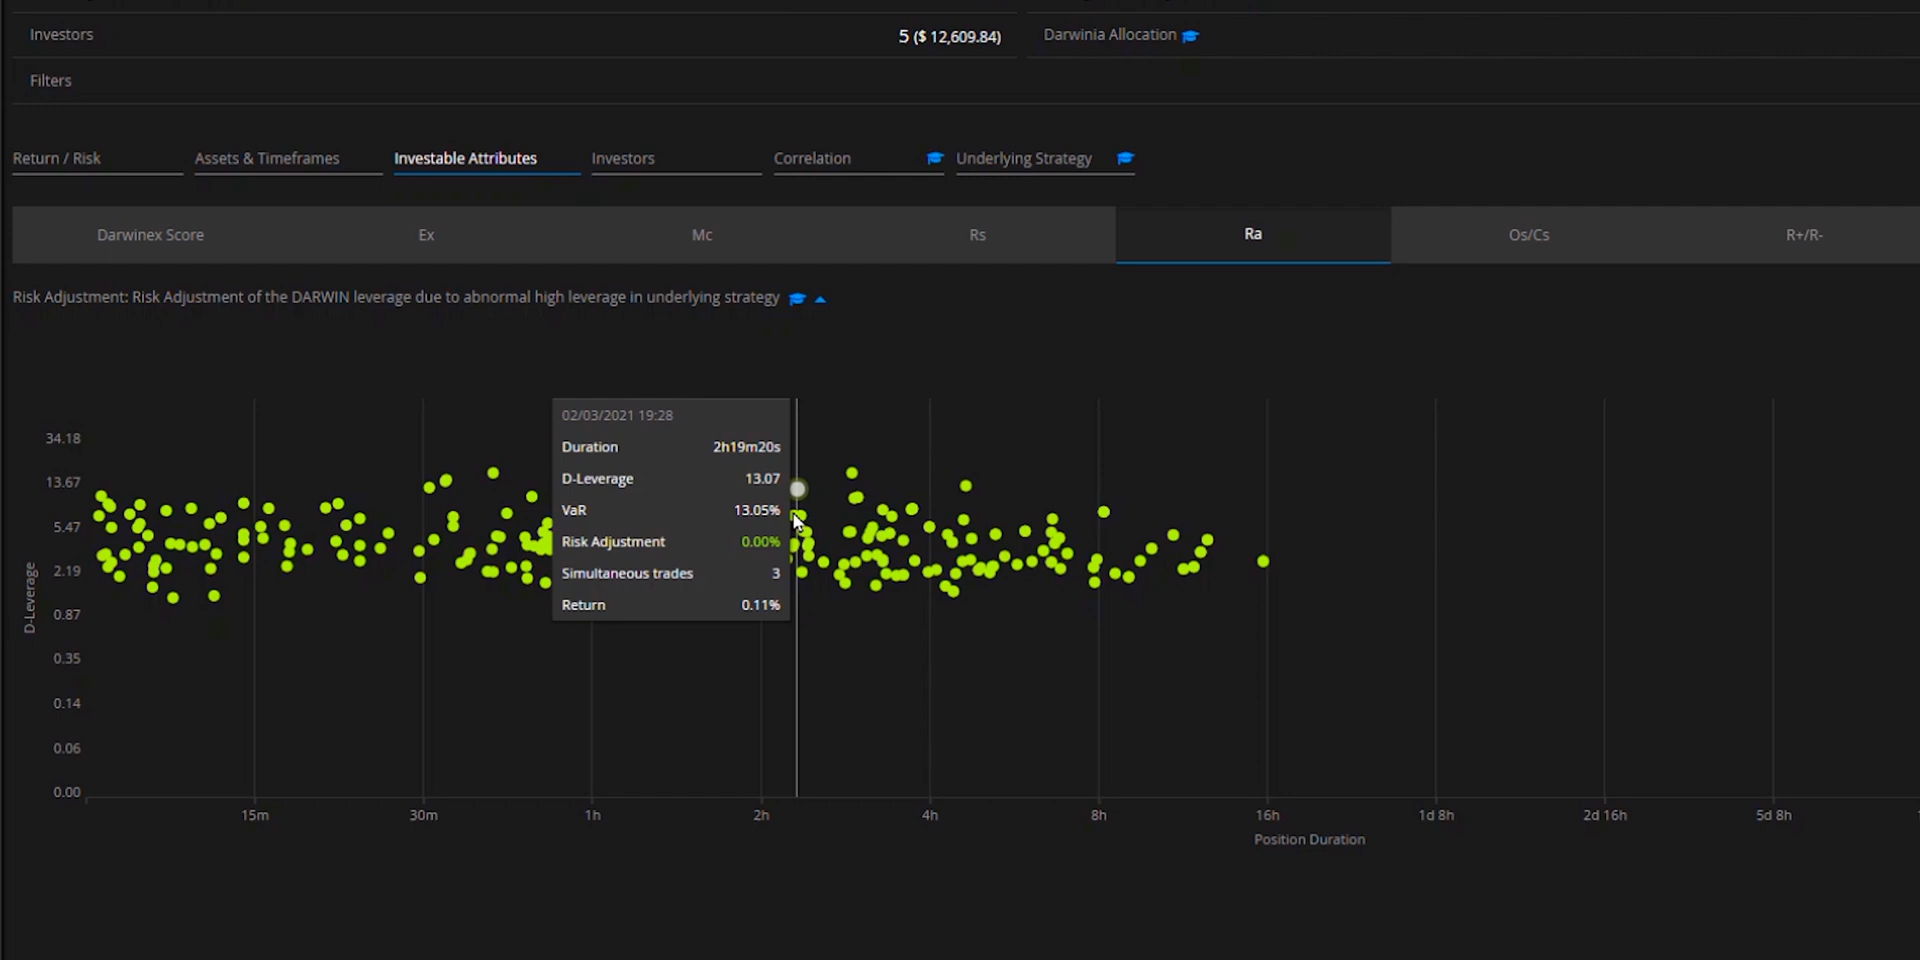 Investors 5 ($ 12,609.84) Darwinia Allocation
Filters
Return / Risk Assets & Timeframes Investable Attributes Investors Correlation Underlying Strategy
Darwinex Score Ex Mc Rs Ra Os/Cs R+/R-
Risk Adjustment: Risk Adjustment of the DARWIN leverage due to abnormal high leverage in underlying strategy
02/03/2021 19:28
Duration 2h19m20s
D-Leverage 13.07
VaR 13.05%
Risk Adjustment 0.00%
Simultaneous trades 3
Return 0.11%
D-Leverage
34.18
13.67
5.47
2.19
0.87
0.35
0.14
0.06
0.00
15m 30m 1h 2h 4h 8h 16h 1d 8h 2d 16h 5d 8h
Position Duration